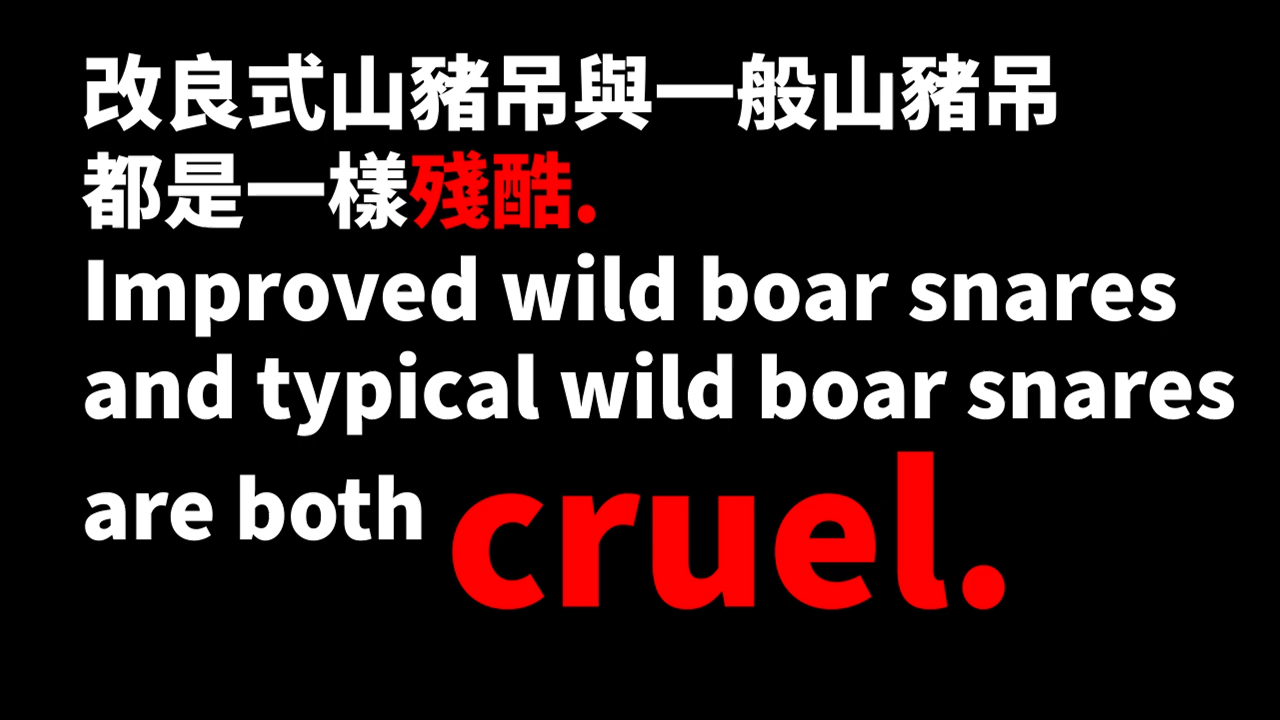 改良式山豬吊與一般山豬吊
都是一樣殘酷.
Improved wild boar snares
and typical wild boar snares
are both cruel.